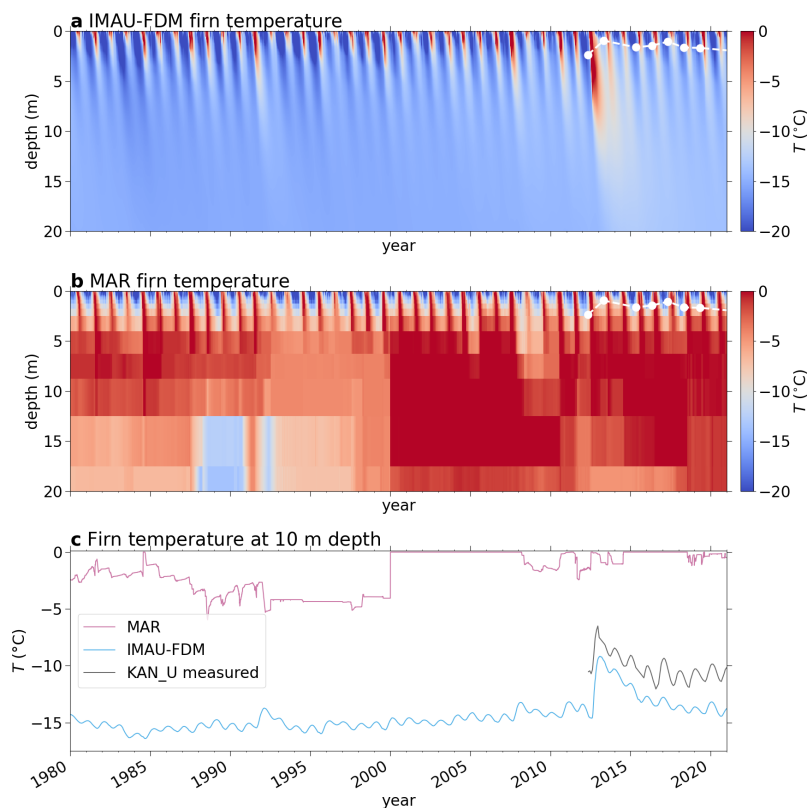 a IMAU-FDM firn temperature
0
5
10
15
20
depth (m)
year
0
−5
−10
−15
−20
T (°C)
b MAR firn temperature
0
5
10
15
20
depth (m)
year
0
−5
−10
−15
−20
T (°C)
c Firn temperature at 10 m depth
0
−5
−10
−15
T (°C)
MAR
IMAU-FDM
KAN_U measured
1980
1985
1990
1995
2000
2005
2010
2015
2020
year